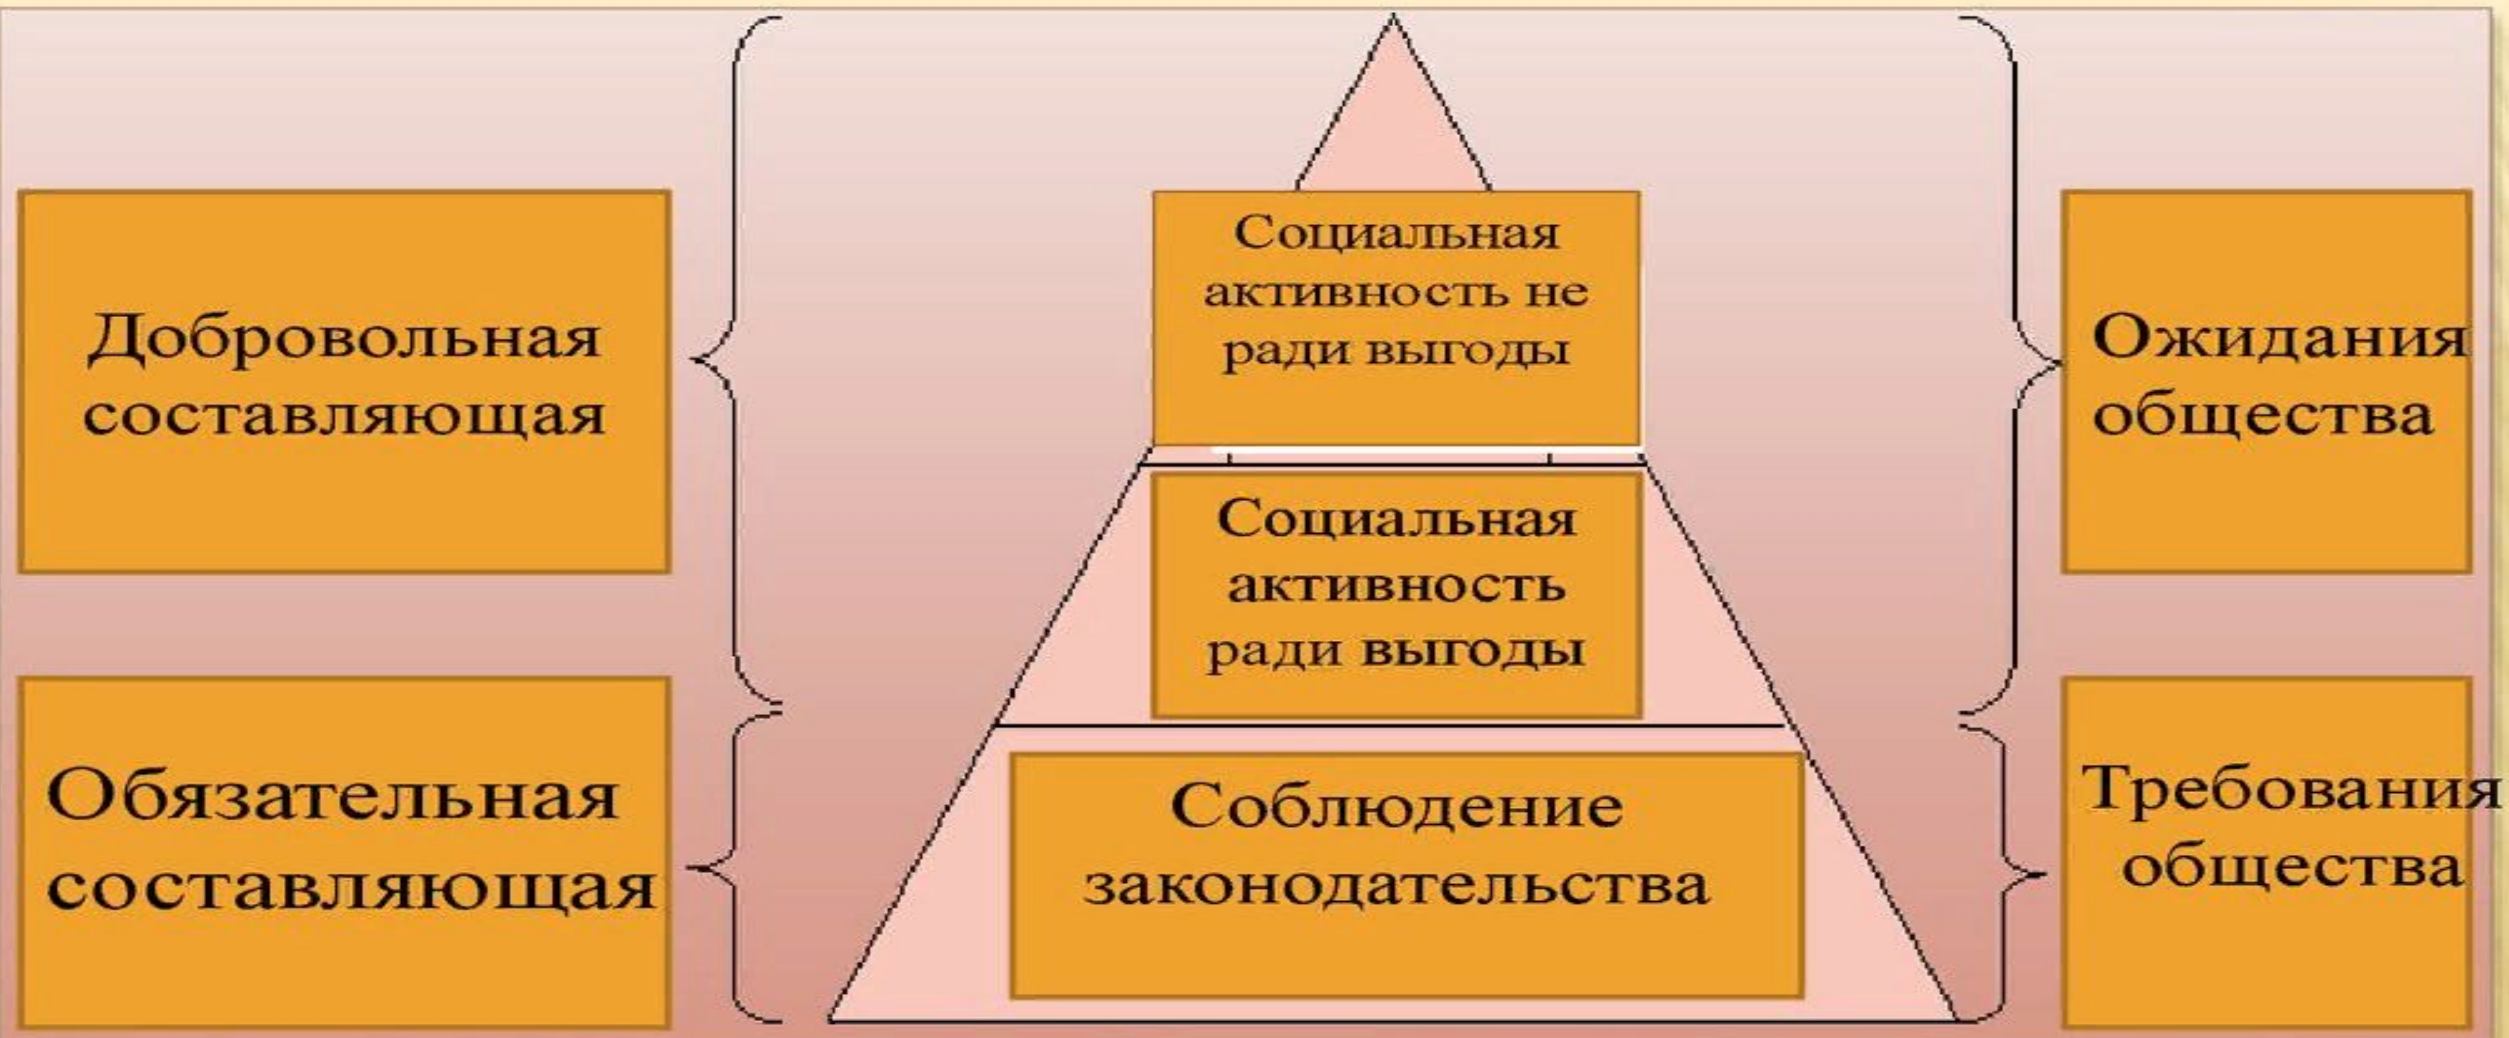 Добровольная
составляющая
Социальная
активность не
ради выгоды
Ожидания
общества
Социальная
активность
ради выгоды
Обязательная
составляющая
Соблюдение
законодательства
Требования
общества